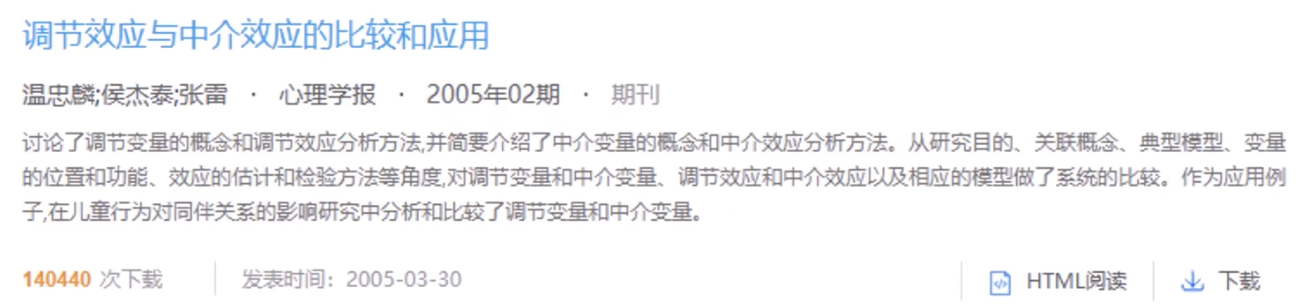 调节效应与中介效应的比较和应用
温忠麟;侯杰泰;张雷 · 心理学报 · 2005年02期 · 期刊
讨论了调节变量的概念和调节效应分析方法,并简要介绍了中介变量的概念和中介效应分析方法。从研究目的、关联概念、典型模型、变量
的位置和功能、效应的估计和检验方法等角度,对调节变量和中介变量、调节效应和中介效应以及相应的模型做了系统的比较。作为应用例
子,在儿童行为对同伴关系的影响研究中分析和比较了调节变量和中介变量。
140440 次下载 发表时间：2005-03-30 HTML阅读 下载